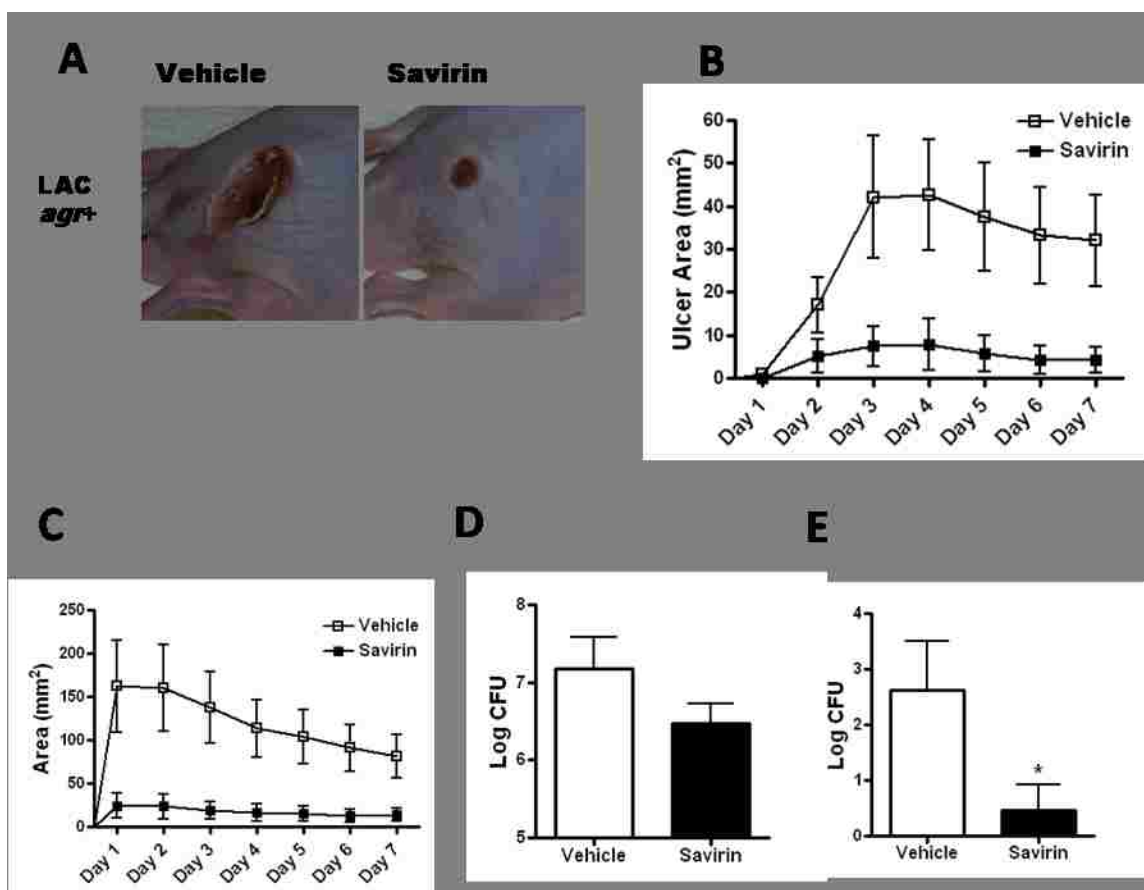 A
Vehicle
Savirin
LAC
agr+
B
Ulcer Area (mm²)
60
50
40
30
20
10
0
Vehicle
Savirin
Day 1
Day 2
Day 3
Day 4
Day 5
Day 6
Day 7
C
Area (mm²)
250
200
150
100
50
0
Vehicle
Savirin
Day 1
Day 2
Day 3
Day 4
Day 5
Day 6
Day 7
D
Log CFU
8
7
6
5
Vehicle
Savirin
E
Log CFU
4
3
2
1
0
*
Vehicle
Savirin